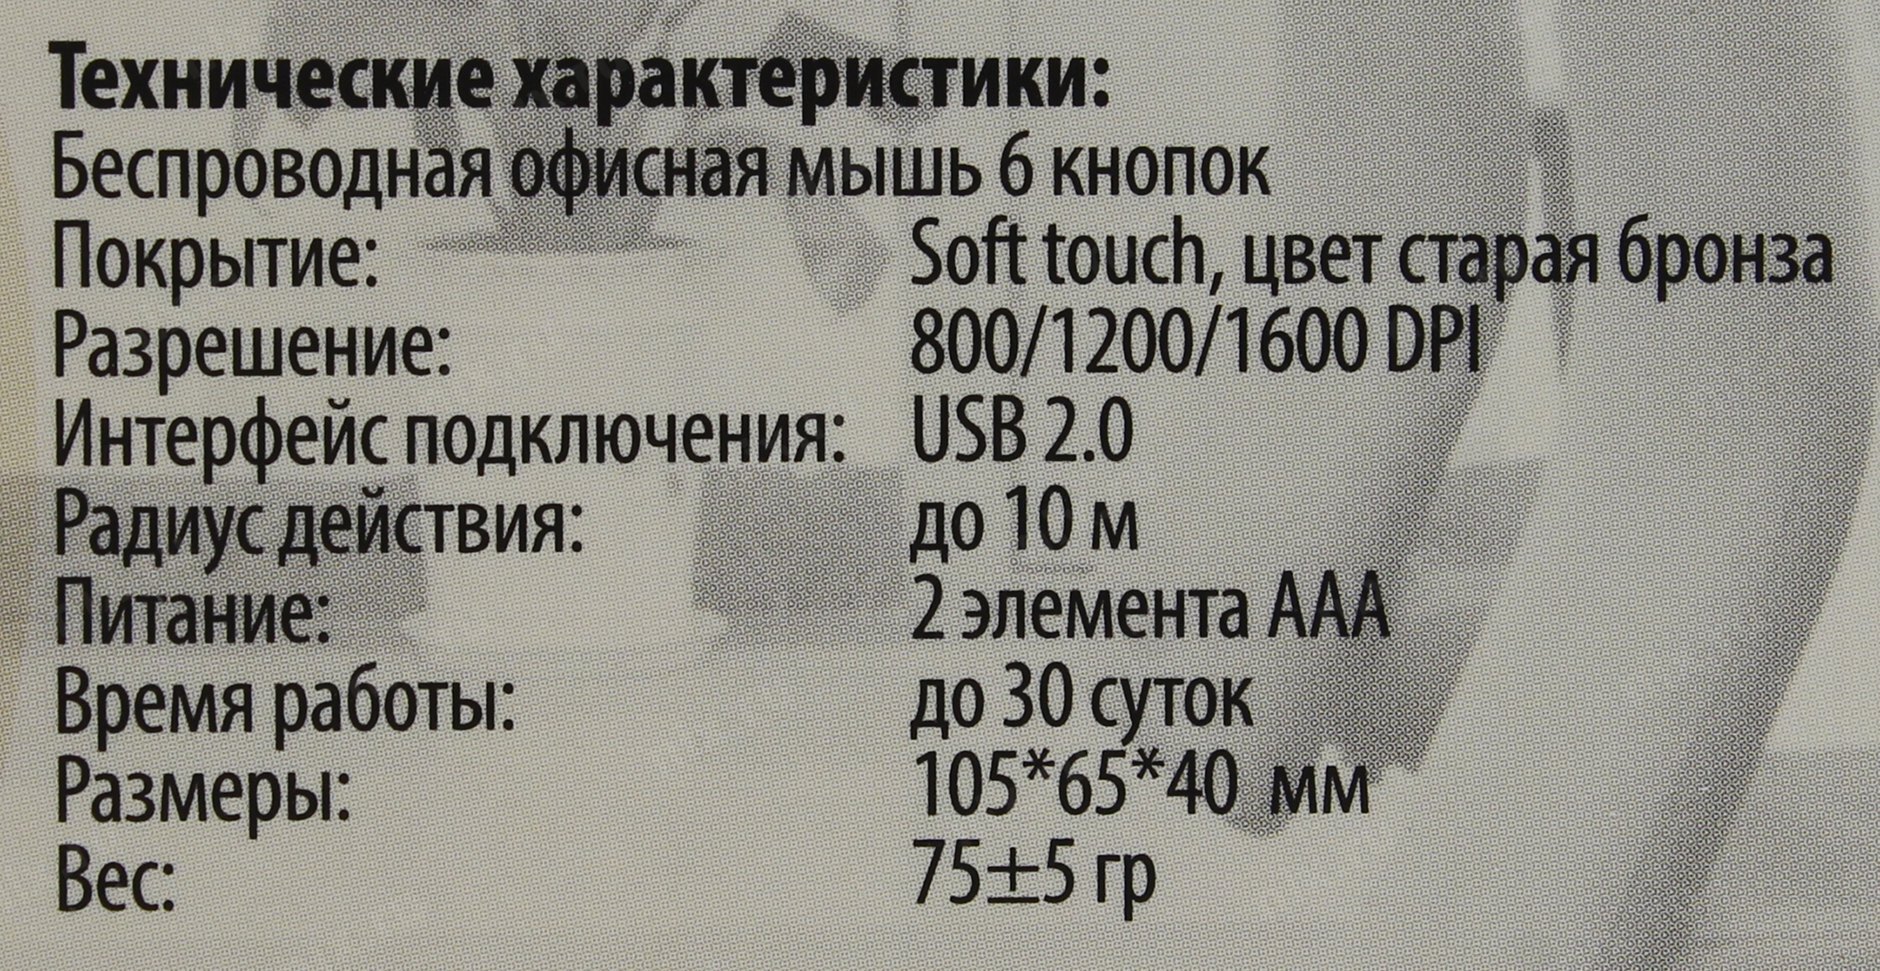 Технические характеристики:
Беспроводная офисная мышь 6 кнопок
Покрытие: Soft touch, цвет старая бронза
Разрешение: 800/1200/1600 DPI
Интерфейс подключения: USB 2.0
Радиус действия: до 10 м
Питание: 2 элемента ААА
Время работы: до 30 суток
Размеры: 105*65*40 мм
Вес: 75±5 гр